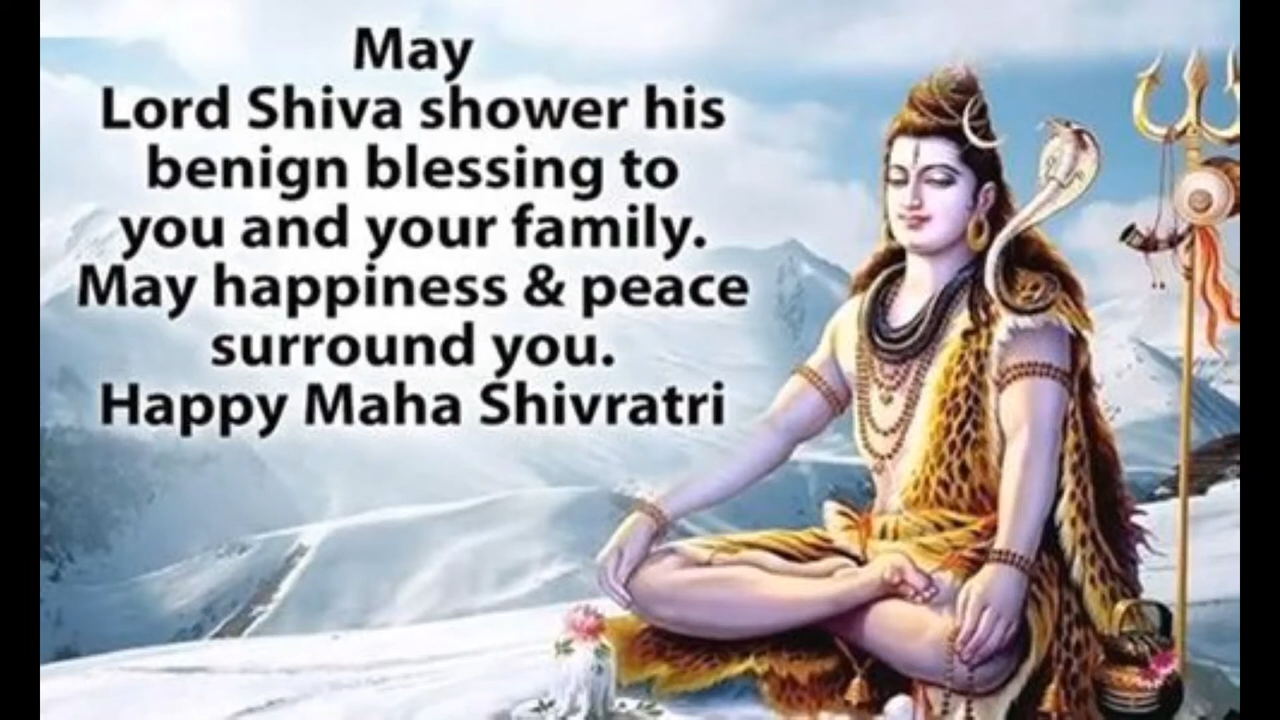 May
Lord Shiva shower his
benign blessing to
you and your family.
May happiness & peace
surround you.
Happy Maha Shivratri